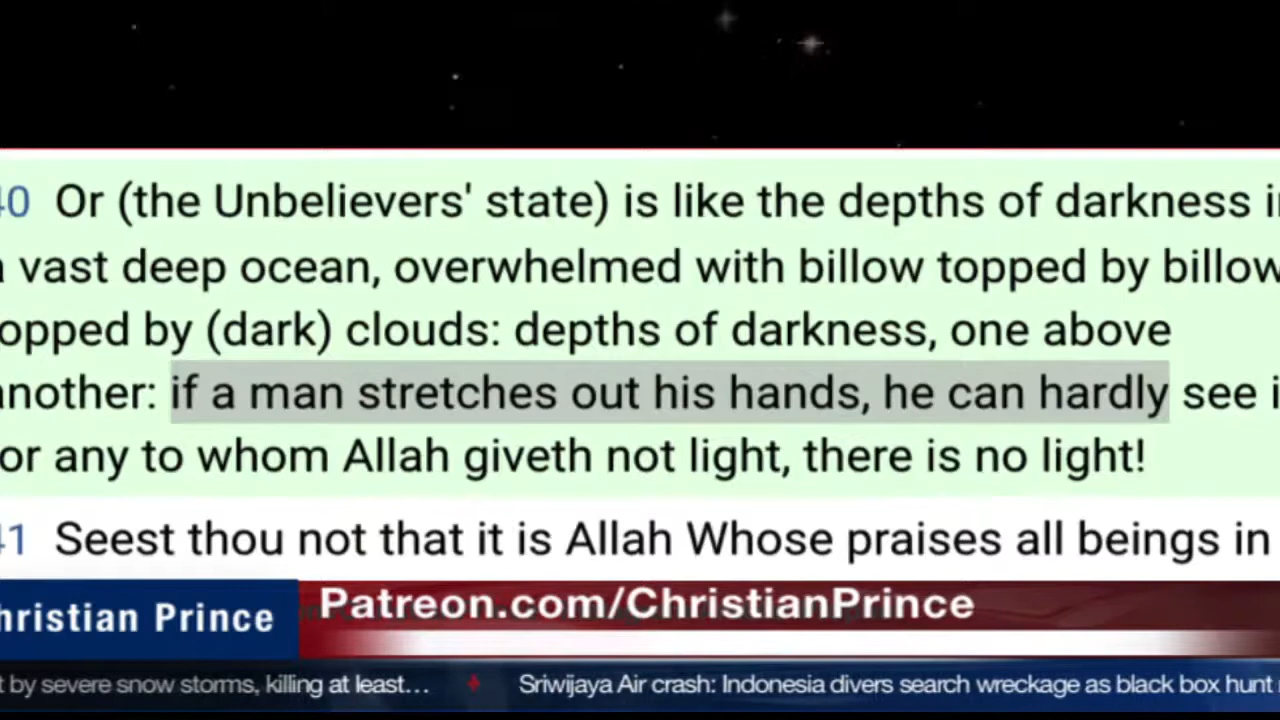 40 Or (the Unbelievers' state) is like the depths of darkness
vast deep ocean, overwhelmed with billow topped by billow
opped by (dark) clouds: depths of darkness, one above
another: if a man stretches out his hands, he can hardly see
or any to whom Allah giveth not light, there is no light!
41 Seest thou not that it is Allah Whose praises all beings in
hristian Prince
Patreon.com/ChristianPrince
t by severe snow storms, killing at least...
Sriwijaya Air crash: Indonesia divers search wreckage as black box hunt